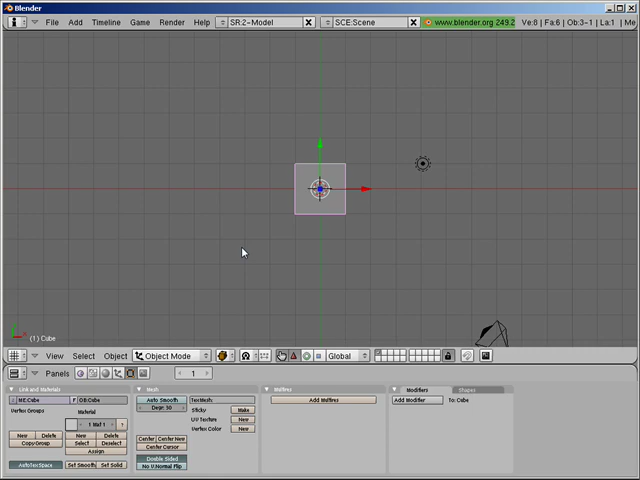 Blender
File Add Timeline Game Render Help SR:2-Model SCE:Scene www.blender.org 249.2 Ve:8 | Fa:6 | Ob:3-1 | La:1 | Me
(1) Cube
View Select Object Object Mode Global
Panels 1
Link and Materials Mesh Multires Modifiers Shapes
ME:Cube F OB:Cube Auto Smooth TexMesh: Add Multires Add Modifier To: Cube
Vertex Groups Material Degr: 30 Sticky Make
1 Mat 1 ? UV Texture New
New Delete New Delete Center Center New Vertex Color New
Copy Group Select Deselect Center Cursor
Assign Double Sided
AutoTexSpace Set Smooth Set Solid No V.Normal Flip